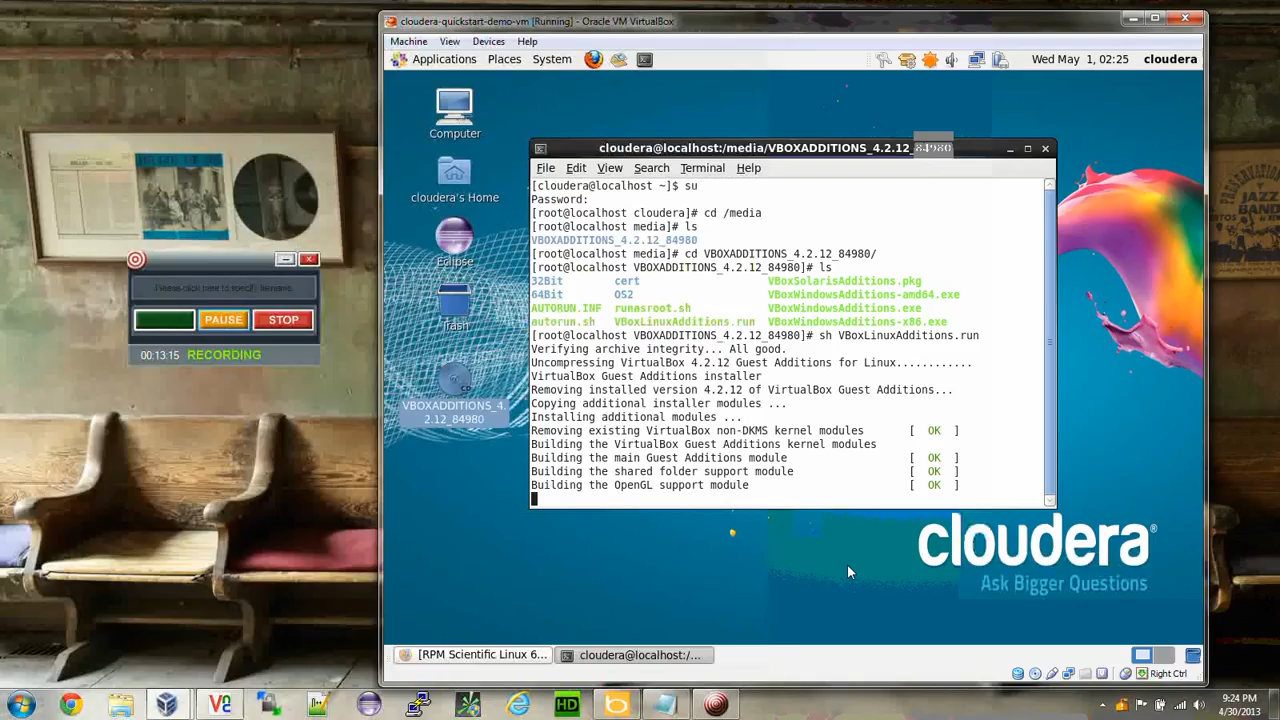 cloudera-quickstart-demo-vm [Running] - Oracle VM VirtualBox
Machine View Devices Help
Applications Places System
Wed May 1, 02:25 cloudera
Computer
cloudera's Home
Eclipse
Trash
VBOXADDITIONS_4.
2.12_84980
cloudera@localhost:/media/VBOXADDITIONS_4.2.12_84980
File Edit View Search Terminal Help
[cloudera@localhost ~]$ su
Password:
[root@localhost cloudera]# cd /media
[root@localhost media]# ls
VBOXADDITIONS_4.2.12_84980
[root@localhost media]# cd VBOXADDITIONS_4.2.12_84980/
[root@localhost VBOXADDITIONS_4.2.12_84980]# ls
32Bit cert VBoxSolarisAdditions.pkg
64Bit OS2 VBoxWindowsAdditions-amd64.exe
AUTORUN.INF runasroot.sh VBoxWindowsAdditions.exe
autorun.sh VBoxLinuxAdditions.run VBoxWindowsAdditions-x86.exe
[root@localhost VBOXADDITIONS_4.2.12_84980]# sh VBoxLinuxAdditions.run
Verifying archive integrity... All good.
Uncompressing VirtualBox 4.2.12 Guest Additions for Linux............
VirtualBox Guest Additions installer
Removing installed version 4.2.12 of VirtualBox Guest Additions...
Copying additional installer modules ...
Installing additional modules ...
Removing existing VirtualBox non-DKMS kernel modules [ OK ]
Building the VirtualBox Guest Additions kernel modules
Building the main Guest Additions module [ OK ]
Building the shared folder support module [ OK ]
Building the OpenGL support module [ OK ]
cloudera®
Ask Bigger Questions
[RPM Scientific Linux 6...
cloudera@localhost:/...
Right Ctrl
Please click here to specify filename.
PAUSE STOP
00:13:15 RECORDING
PRESERVATION
JAZZ
BAND
HD
9:24 PM
4/30/2013